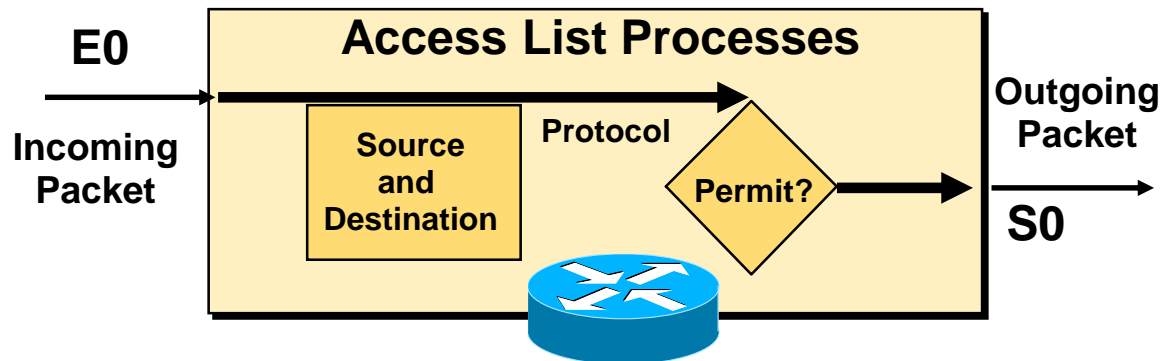 Access List Processes
E0
Incoming
Packet
Source
and
Destination
Protocol
Permit?
Outgoing
Packet
S0